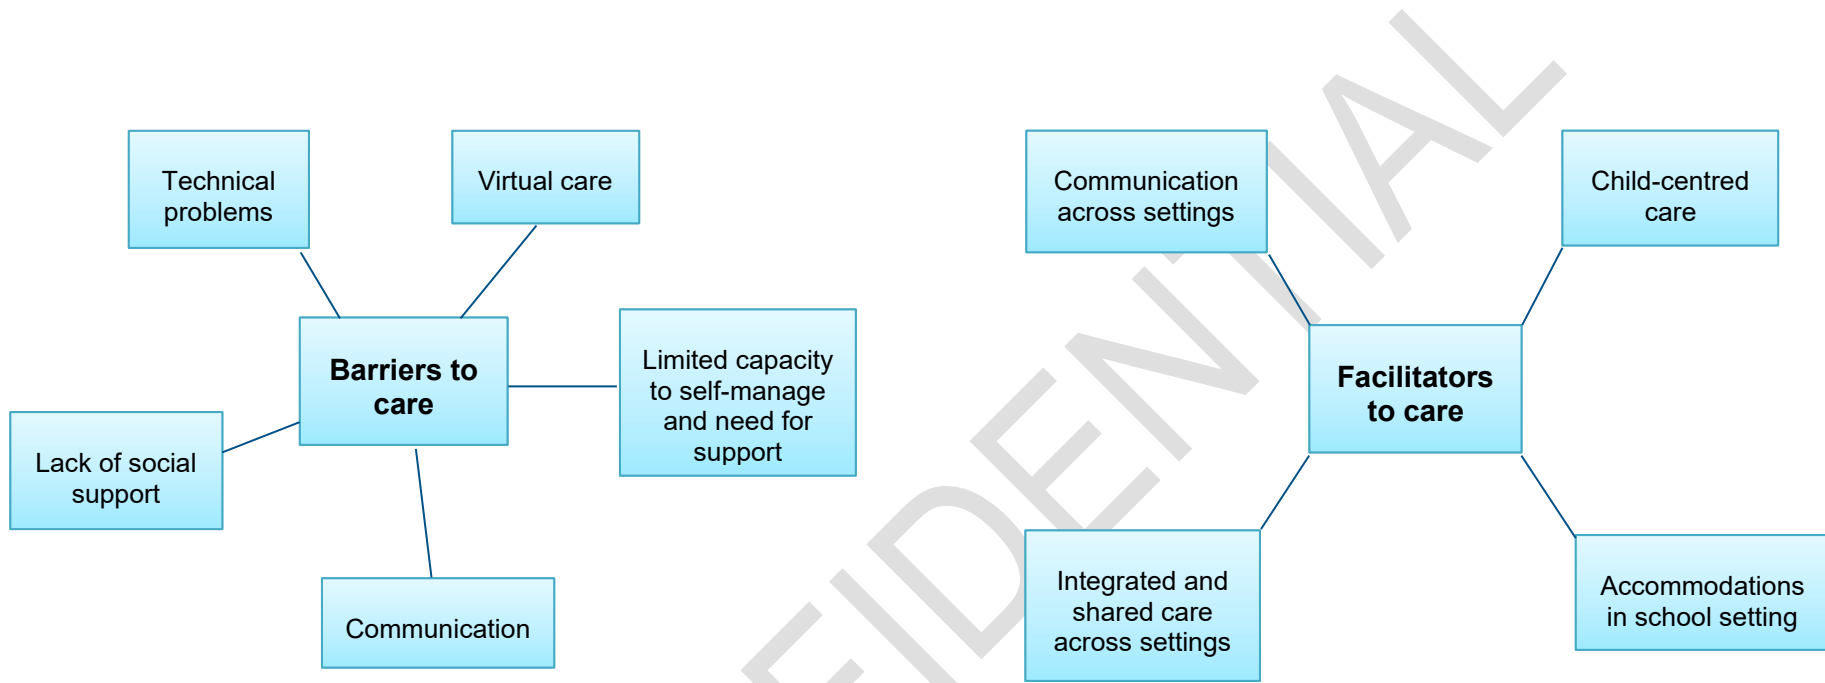 Technical
problems
Virtual care
Barriers to
care
Limited capacity
to self-manage
and need for
support
Lack of social
support
Communication
Communication
across settings
Child-centred
care
Facilitators
to care
Integrated and
shared care
across settings
Accommodations
in school setting
FIDENTIAL